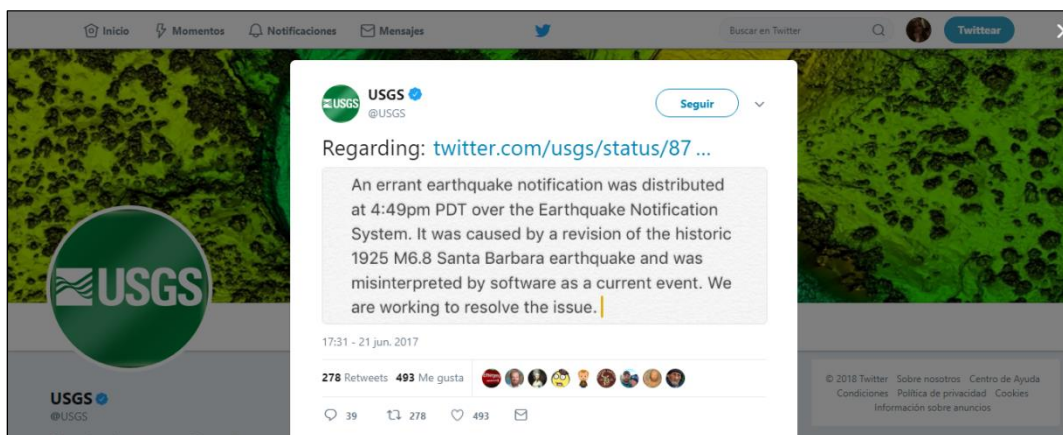 Inicio Momentos Notificaciones Mensajes Buscar en Twitter Twittear
USGS
USGS
@USGS
Seguir
Regarding: twitter.com/usgs/status/87 ...
An errant earthquake notification was distributed
at 4:49pm PDT over the Earthquake Notification
System. It was caused by a revision of the historic
1925 M6.8 Santa Barbara earthquake and was
misinterpreted by software as a current event. We
are working to resolve the issue.
17:31 - 21 jun. 2017
278 Retweets 493 Me gusta
39 278 493
USGS
USGS
@USGS
© 2018 Twitter Sobre nosotros Centro de Ayuda
Condiciones Política de privacidad Cookies
Información sobre anuncios